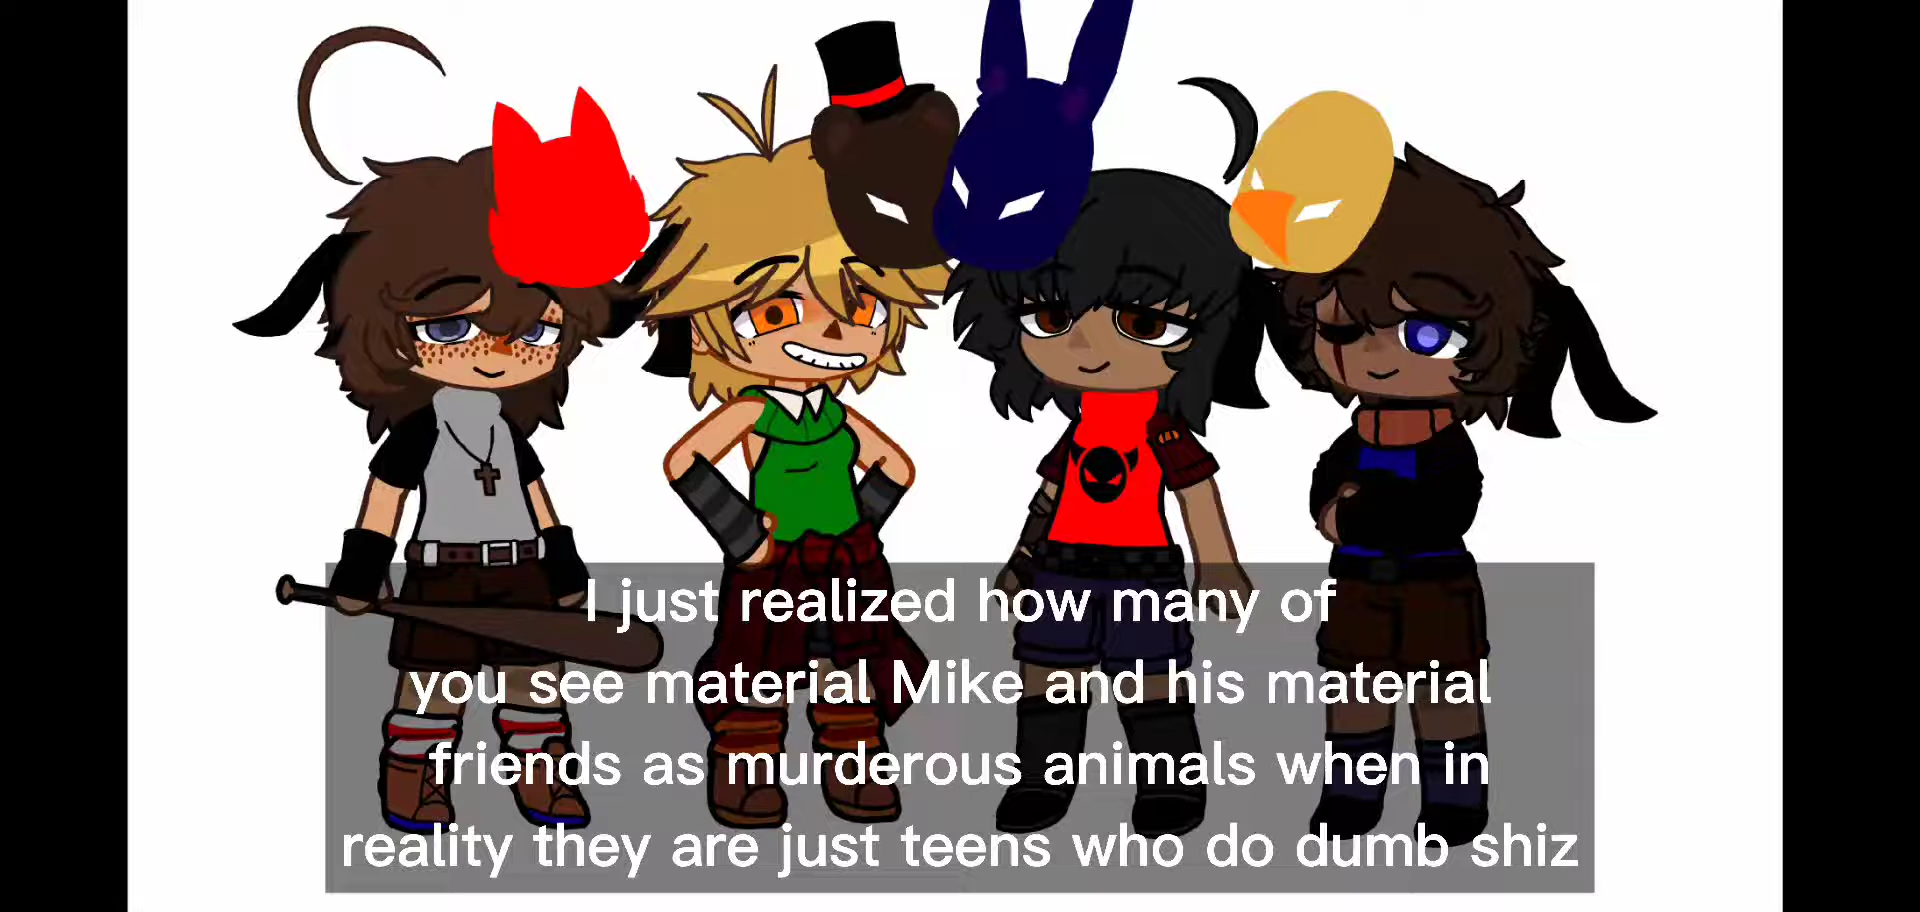 I just realized how many of
you see material Mike and his material
friends as murderous animals when in
reality they are just teens who do dumb shiz